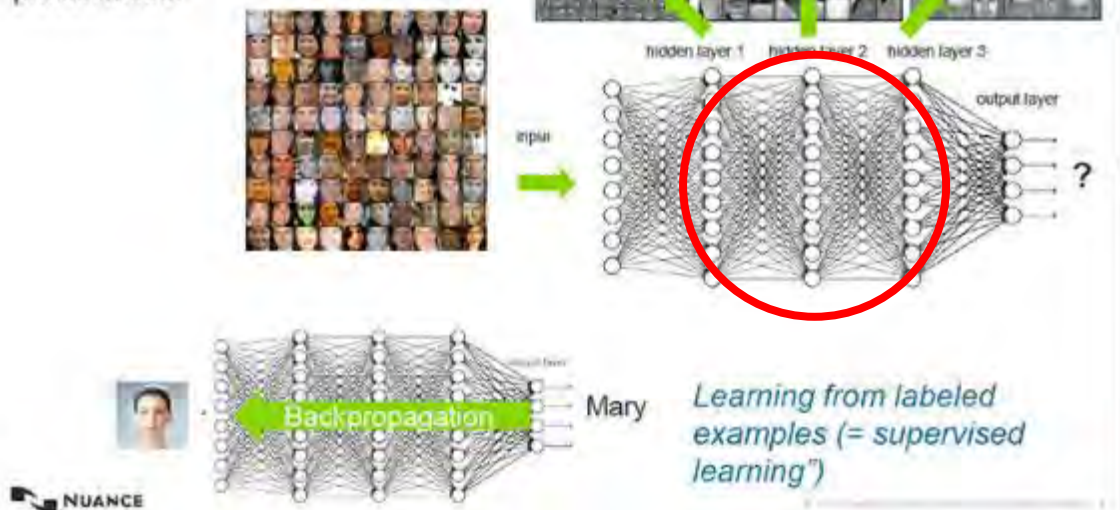 hidden layer 1 hidden layer 2 hidden layer 3
output layer
input
?
Backpropagation
Mary
Learning from labeled
examples (= supervised
learning")
NUANCE